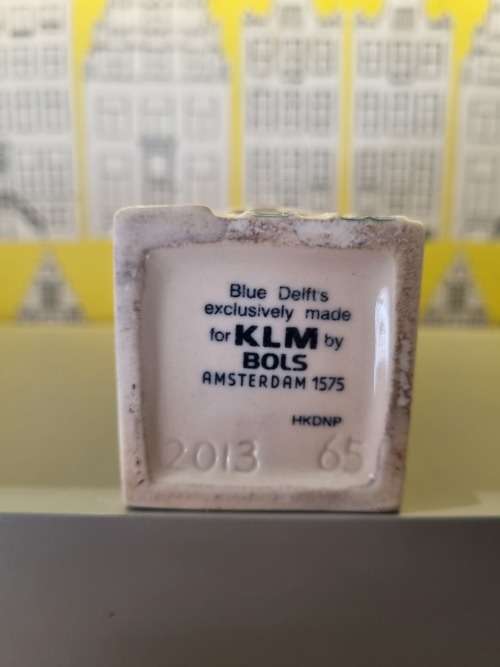 Blue Delft's
exclusively made
for KLM by
BOLS
AMSTERDAM 1575
HKDNP
2013 65